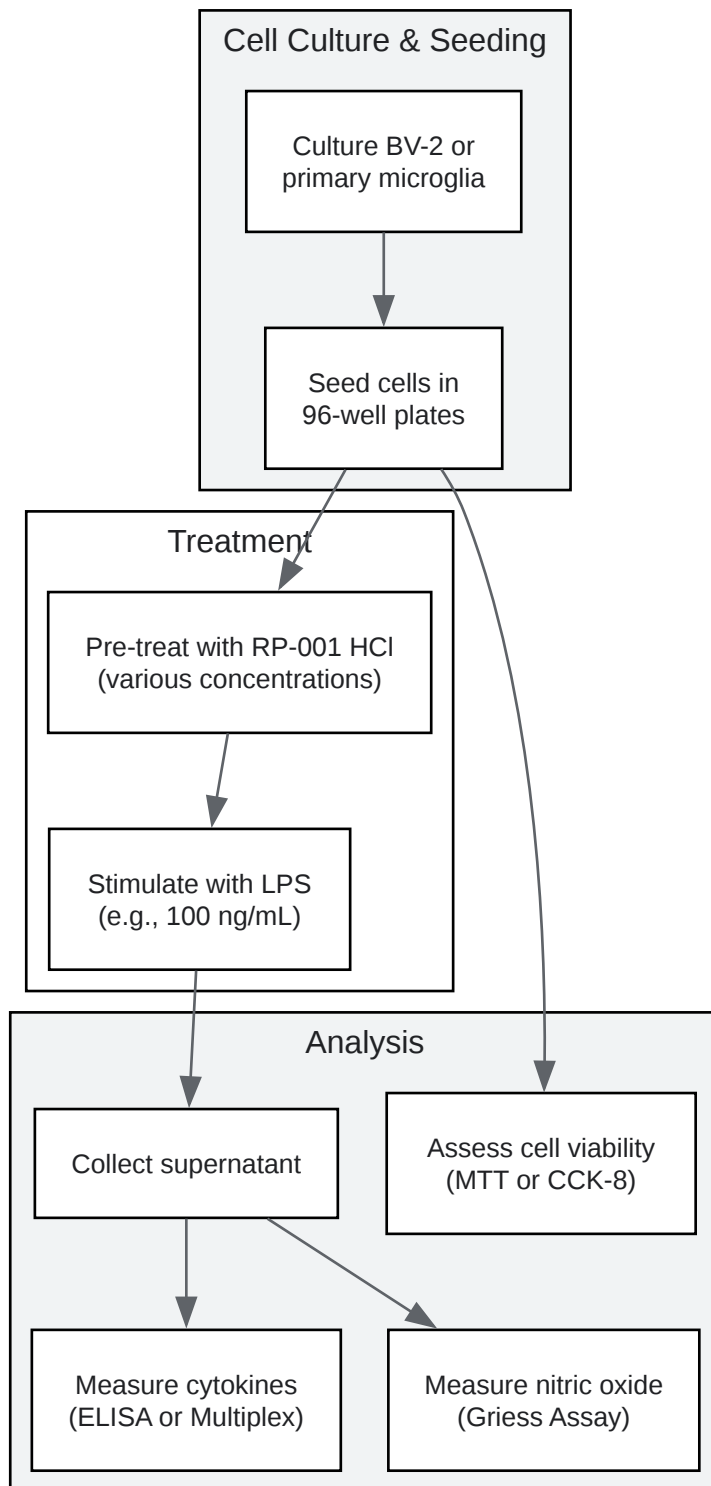 Cell Culture & Seeding
Culture BV-2 or
primary microglia
Seed cells in
96-well plates
Treatment
Pre-treat with RP-001 HCl
(various concentrations)
Stimulate with LPS
(e.g., 100 ng/mL)
Analysis
Collect supernatant
Assess cell viability
(MTT or CCK-8)
Measure cytokines
(ELISA or Multiplex)
Measure nitric oxide
(Griess Assay)